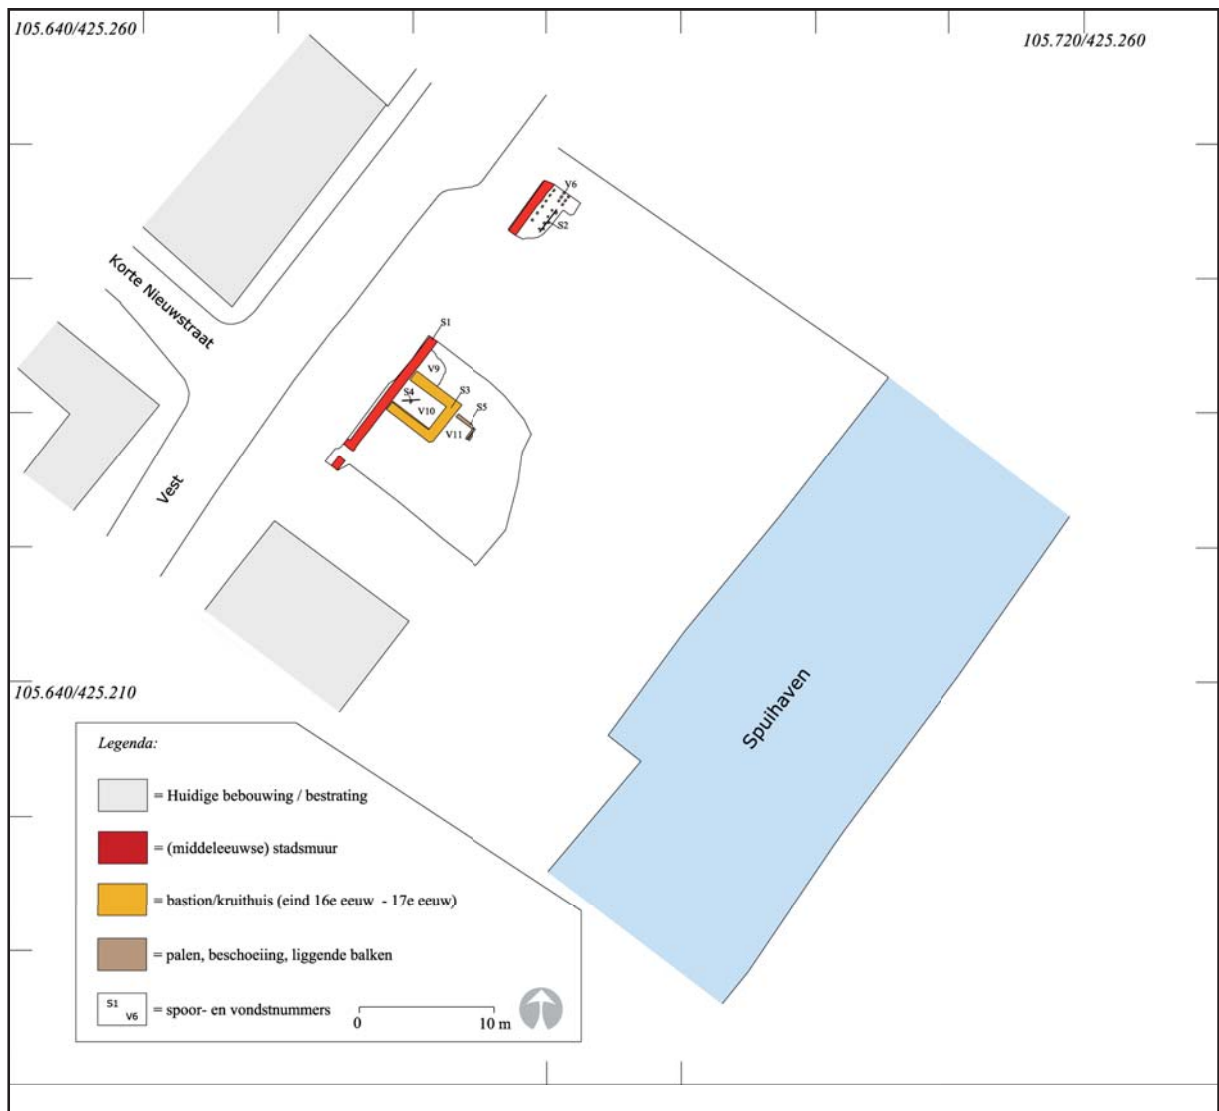 105.640/425.260
105.720/425.260
V6
S2
Korte Nieuwstraat
S1
V9
S4
S3
V10
S5
V11
Vest
105.640/425.210
Spuihaven
Legenda:
= Huidige bebouwing / bestrating
= (middeleeuwse) stadsmuur
= bastion/kruithuis (eind 16e eeuw - 17e eeuw)
= palen, beschoeiing, liggende balken
S1
V6
= spoor- en vondstnummers
0 10 m